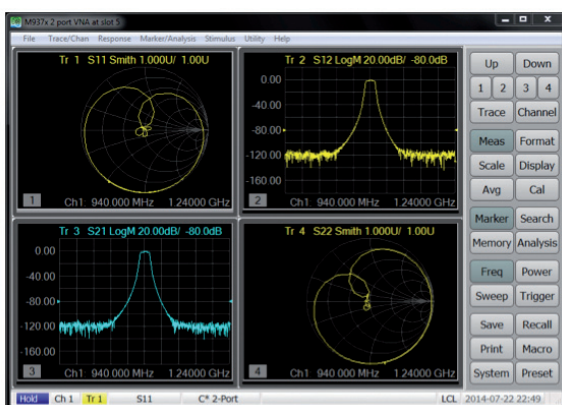 M937x 2 port VNA at slot 5
File Trace/Chan Response Marker/Analysis Stimulus Utility Help
Tr 1 S11 Smith 1.000U/ 1.00U
1
Ch1 940.000 MHz 1.24000 GHz
Tr 2 S12 LogM 20.00dB/ -80.0dB
0.00
-40.00
-80.00
-120.00
-160.00
2
Ch1 940.000 MHz 1.24000 GHz
Tr 3 S21 LogM 20.00dB/ -80.0dB
0.00
-40.00
-80.00
-120.00
-160.00
3
Ch1 940.000 MHz 1.24000 GHz
Tr 4 S22 Smith 1.000U/ 1.00U
4
Ch1 940.000 MHz 1.24000 GHz
Up Down
1 2 3 4
Trace Channel
Meas Format
Scale Display
Avg Cal
Marker Search
Memory Analysis
Freq Power
Sweep Trigger
Save Recall
Print Macro
System Preset
Hold Ch 1 Tr 1 S11 C* 2-Port LCL 2014-07-22 22:49